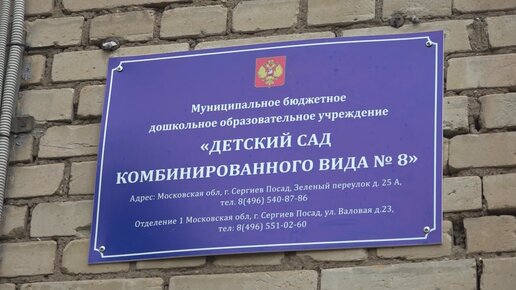 Муниципальное бюджетное
дошкольное образовательное учреждение
«ДЕТСКИЙ САД
КОМБИНИРОВАННОГО ВИДА № 8»
Адрес: Московская обл, г. Сергиев Посад, Зеленый переулок д. 25 А,
тел. 8(496) 540-87-86
Отделение 1 Московская обл, г. Сергиев Посад, ул. Валовая д.23,
тел: 8(496) 551-02-60